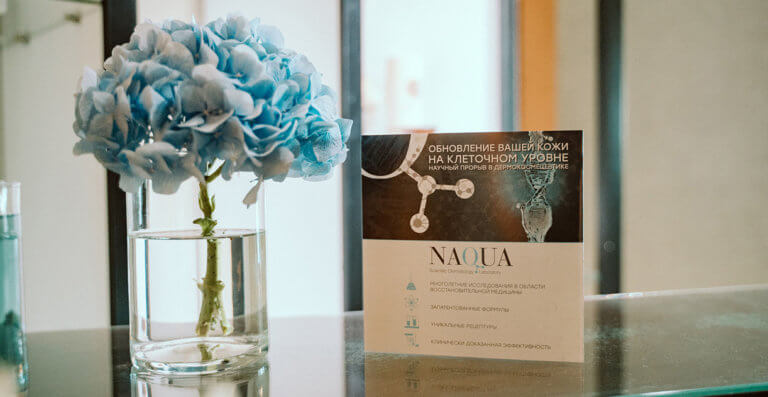 ОБНОВЛЕНИЕ ВАШЕЙ КОЖИ
НА КЛЕТОЧНОМ УРОВНЕ
НАУЧНЫЙ ПРОРЫВ В ДЕРМОКОСМЕЦЕВТИКЕ
NAQUA
Scientific Dermatology Laboratory
МНОГОЛЕТНИЕ ИССЛЕДОВАНИЯ В ОБЛАСТИ
ВОССТАНОВИТЕЛЬНОЙ МЕДИЦИНЫ
ЗАПАТЕНТОВАННЫЕ ФОРМУЛЫ
УНИКАЛЬНЫЕ РЕЦЕПТУРЫ
КЛИНИЧЕСКИ ДОКАЗАННАЯ ЭФФЕКТИВНОСТЬ